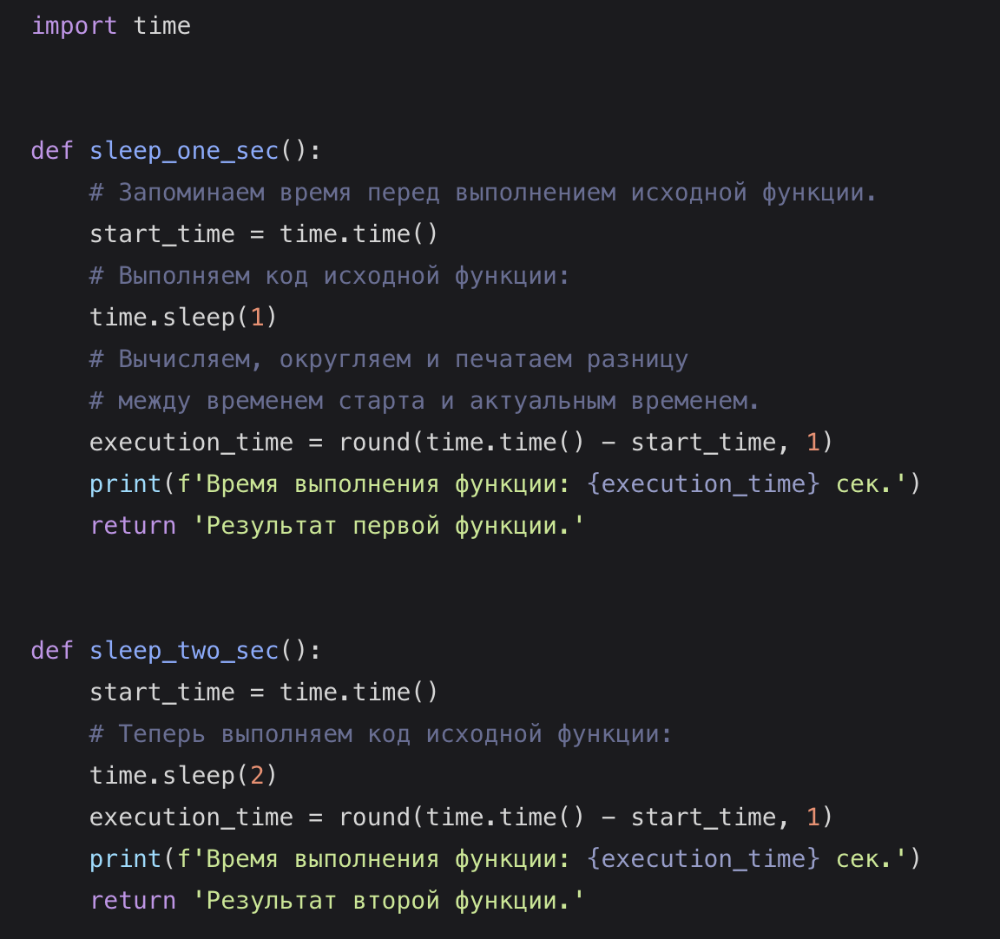 import time
def sleep_one_sec():
    # Запоминаем время перед выполнением исходной функции.
    start_time = time.time()
    # Выполняем код исходной функции:
    time.sleep(1)
    # Вычисляем, округляем и печатаем разницу
    # между временем старта и актуальным временем.
    execution_time = round(time.time() - start_time, 1)
    print(f'Время выполнения функции: {execution_time} сек.')
    return 'Результат первой функции.'
def sleep_two_sec():
    start_time = time.time()
    # Теперь выполняем код исходной функции:
    time.sleep(2)
    execution_time = round(time.time() - start_time, 1)
    print(f'Время выполнения функции: {execution_time} сек.')
    return 'Результат второй функции.'